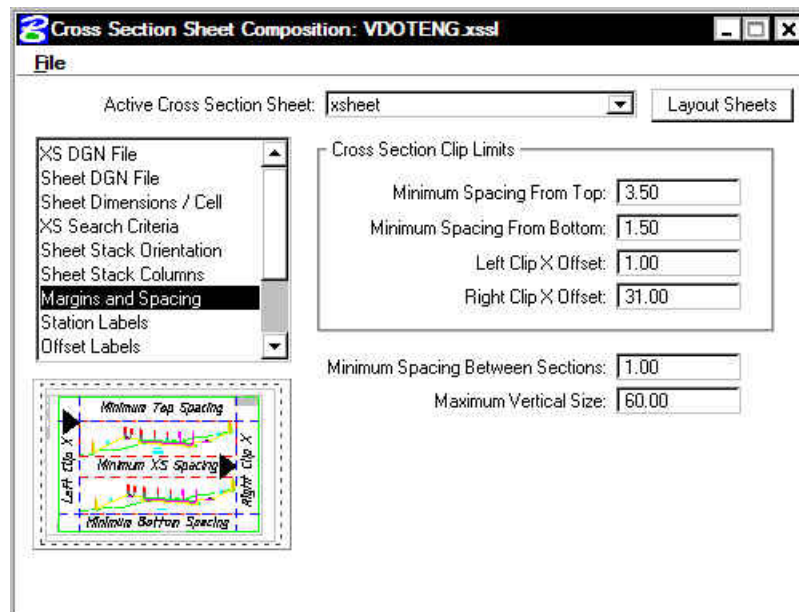 Cross Section Sheet Composition: VDOTENG.xssl
File
Active Cross Section Sheet: xsheet Layout Sheets
XS DGN File
Sheet DGN File
Sheet Dimensions / Cell
XS Search Criteria
Sheet Stack Orientation
Sheet Stack Columns
Margins and Spacing
Station Labels
Offset Labels
Cross Section Clip Limits
Minimum Spacing From Top: 3.50
Minimum Spacing From Bottom: 1.50
Left Clip X Offset: 1.00
Right Clip X Offset: 31.00
Minimum Spacing Between Sections: 1.00
Maximum Vertical Size: 60.00
Minimum Top Spacing
Left Clip X
Minimum XS Spacing
Right Clip X
Minimum Bottom Spacing